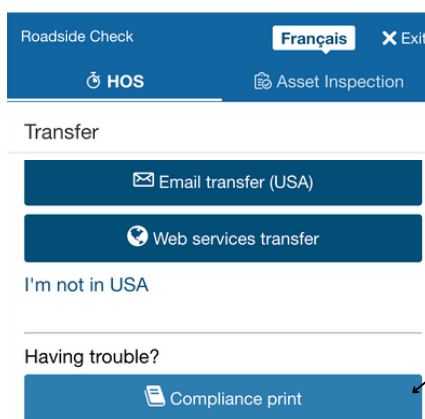 Roadside Check Français Exit
HOS Asset Inspection
Transfer
Email transfer (USA)
Web services transfer
I'm not in USA
Having trouble?
Compliance print